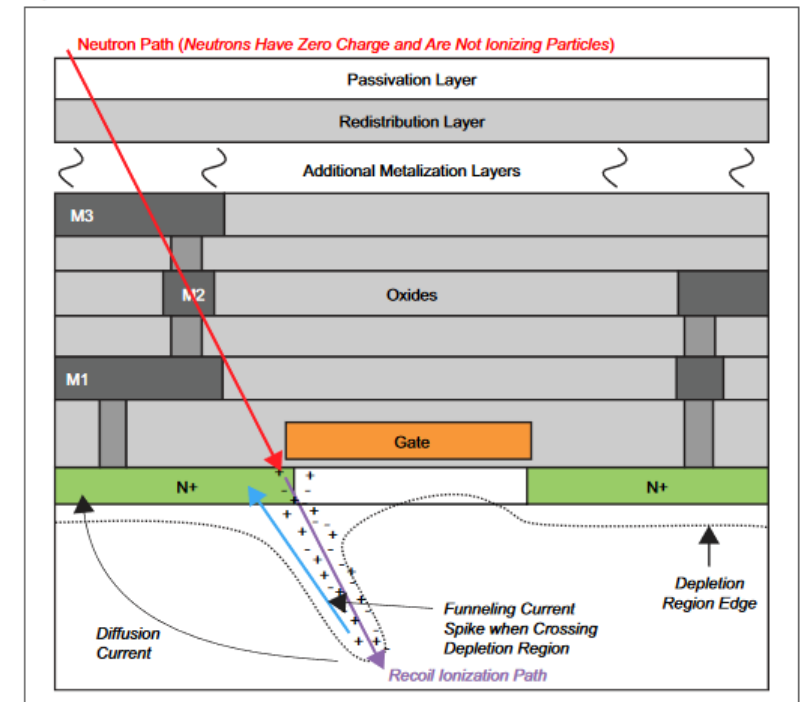 Neutron Path (Neutrons Have Zero Charge and Are Not Ionizing Particles)
Passivation Layer
Redistribution Layer
Additional Metalization Layers
M3
M2
Oxides
M1
Gate
N+
N+
Depletion
Region Edge
Funneling Current
Spike when Crossing
Depletion Region
Diffusion
Current
Recoil Ionization Path